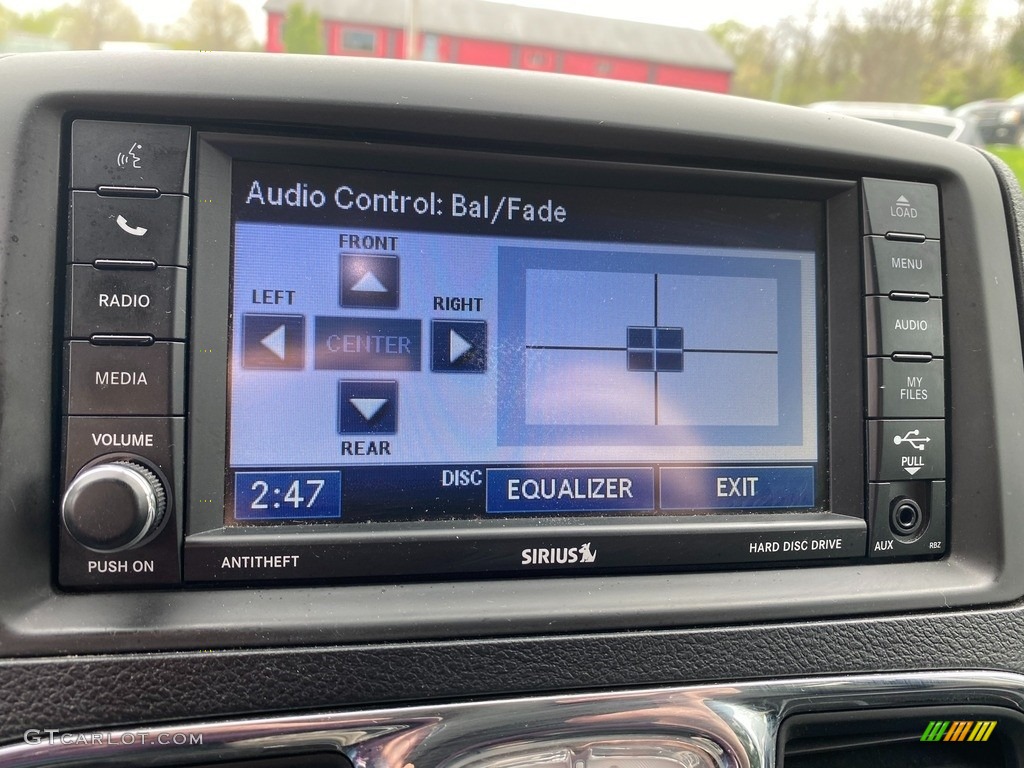 Audio Control: Bal/Fade
FRONT
LEFT
RIGHT
CENTER
REAR
2:47
DISC
EQUALIZER
EXIT
RADIO
MEDIA
VOLUME
PUSH ON
LOAD
MENU
AUDIO
MY
FILES
PULL
AUX
RBZ
ANTITHEFT
SIRIUS
HARD DISC DRIVE
GTCARLOT.COM